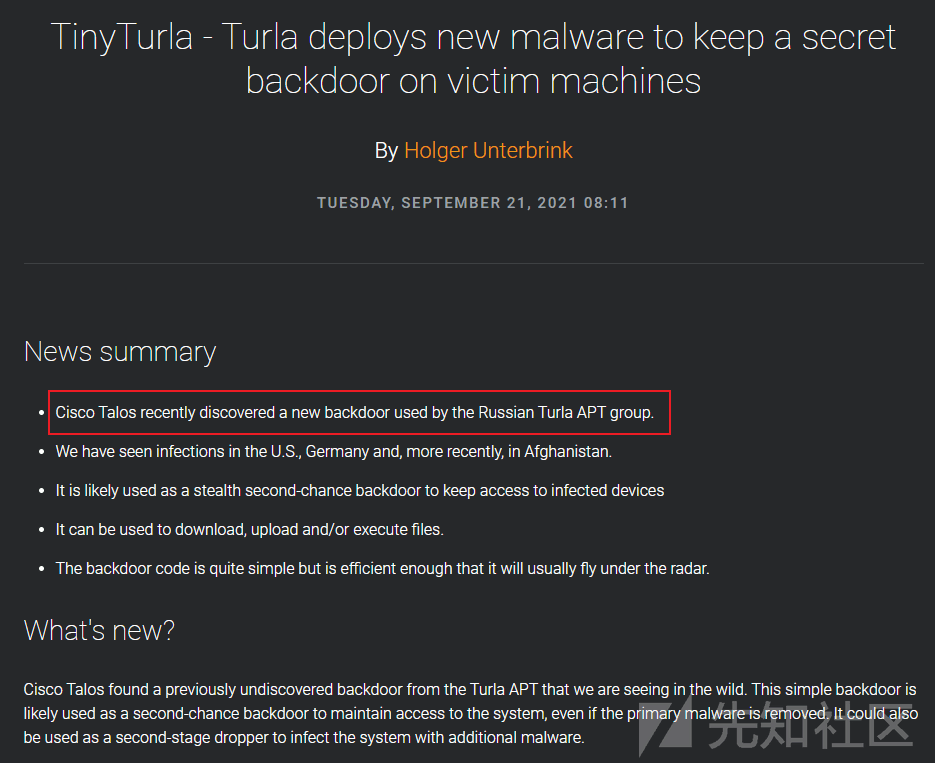 TinyTurla - Turla deploys new malware to keep a secret
backdoor on victim machines
By Holger Unterbrink
TUESDAY, SEPTEMBER 21, 2021 08:11
News summary
• Cisco Talos recently discovered a new backdoor used by the Russian Turla APT group.
• We have seen infections in the U.S., Germany and, more recently, in Afghanistan.
• It is likely used as a stealth second-chance backdoor to keep access to infected devices
• It can be used to download, upload and/or execute files.
• The backdoor code is quite simple but is efficient enough that it will usually fly under the radar.
What's new?
Cisco Talos found a previously undiscovered backdoor from the Turla APT that we are seeing in the wild. This simple backdoor is
likely used as a second-chance backdoor to maintain access to the system, even if the primary malware is removed. It could also
be used as a second-stage dropper to infect the system with additional malware.
先知社区